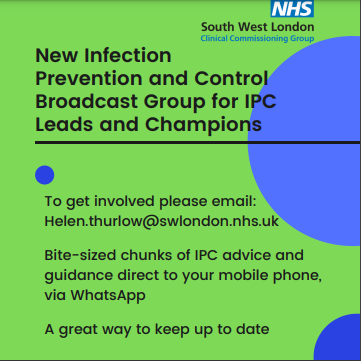 NHS
South West London
Clinical Commissioning Group
New Infection
Prevention and Control
Broadcast Group for IPC
Leads and Champions
To get involved please email:
Helen.thurlow@swlondon.nhs.uk
Bite-sized chunks of IPC advice and
guidance direct to your mobile phone,
via WhatsApp
A great way to keep up to date